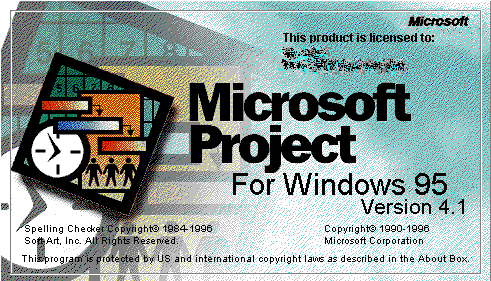 Microsoft
This product is licensed to:
Microsoft
Project
For Windows 95
Version 4.1
Spelling Checker Copyright© 1984-1996
Soft-Art, Inc. All Rights Reserved.
Copyright© 1990-1996
Microsoft Corporation
This program is protected by US and international copyright laws as described in the About Box.